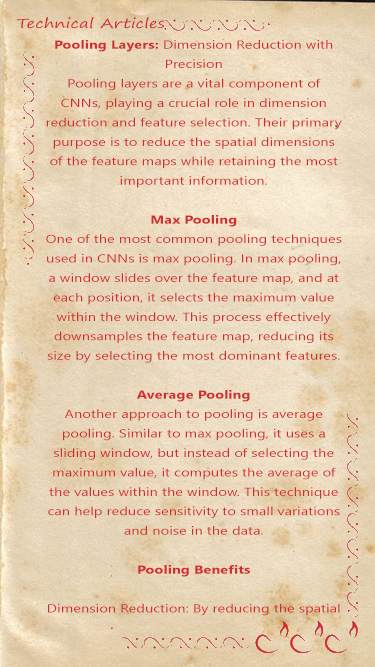 Technical Articles
Pooling Layers: Dimension Reduction with
Precision
Pooling layers are a vital component of
CNNs, playing a crucial role in dimension
reduction and feature selection. Their primary
purpose is to reduce the spatial dimensions
of the feature maps while retaining the most
important information.
Max Pooling
One of the most common pooling techniques
used in CNNs is max pooling. In max pooling,
a window slides over the feature map, and at
each position, it selects the maximum value
within the window. This process effectively
downsamples the feature map, reducing its
size by selecting the most dominant features.
Average Pooling
Another approach to pooling is average
pooling. Similar to max pooling, it uses a
sliding window, but instead of selecting the
maximum value, it computes the average of
the values within the window. This technique
can help reduce sensitivity to small variations
and noise in the data.
Pooling Benefits
Dimension Reduction: By reducing the spatial